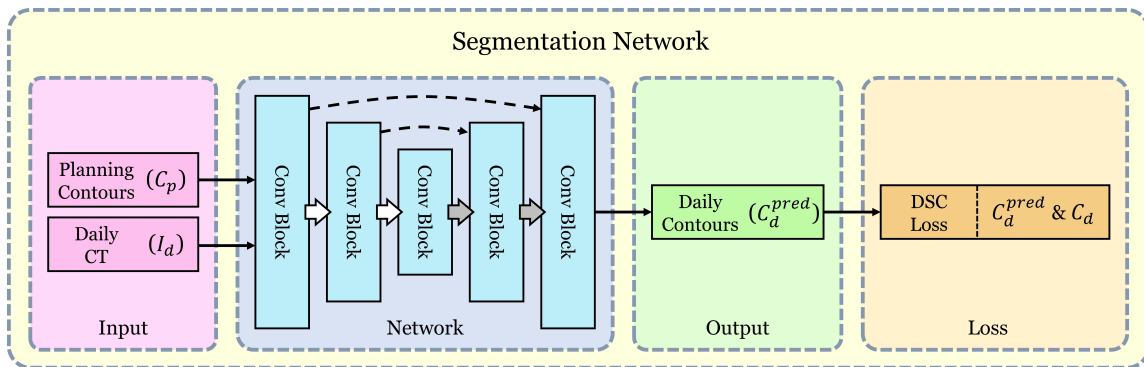 Segmentation Network
Planning
Contours (Cₚ)
Daily
CT (I_d)
Input
Conv Block
Conv Block
Conv Block
Conv Block
Conv Block
Network
Daily
Contours (C_d^{pred})
Output
DSC
Loss
C_d^{pred} & C_d
Loss